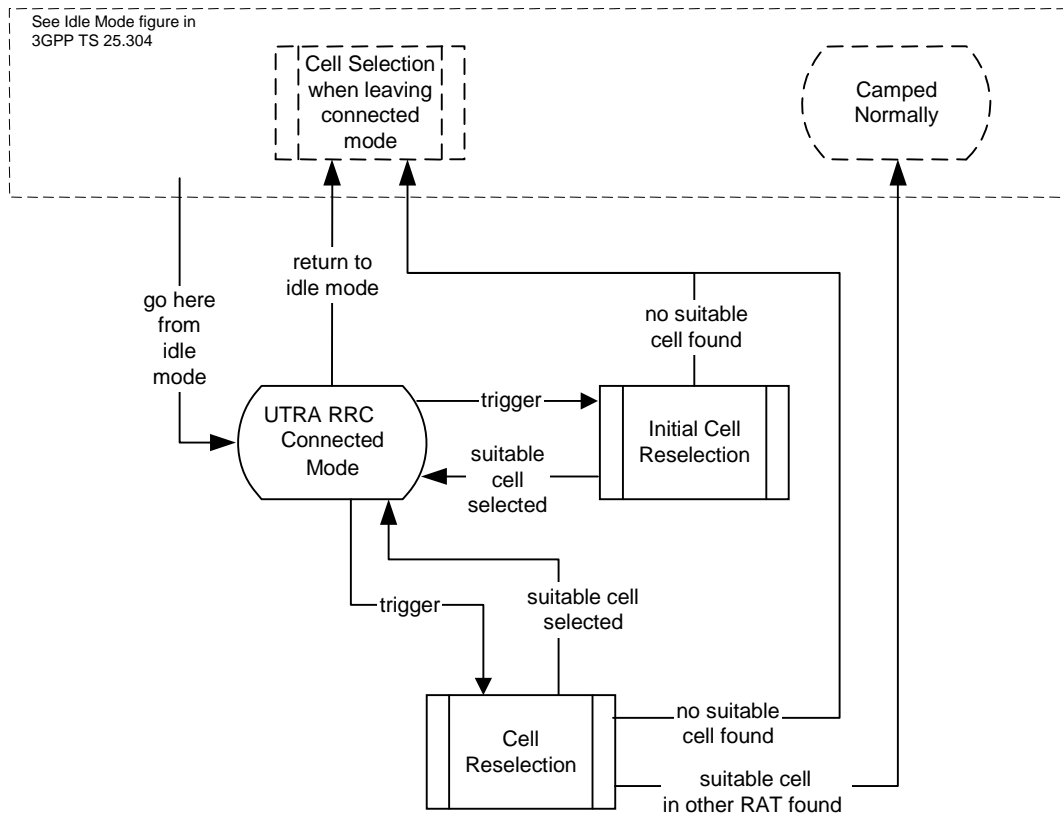 See Idle Mode figure in
3GPP TS 25.304
Cell Selection
when leaving
connected
mode
Camped
Normally
return to
idle mode
go here
from
idle
mode
no suitable
cell found
UTRA RRC
Connected
Mode
trigger
Initial Cell
Reselection
suitable
cell
selected
trigger
suitable cell
selected
Cell
Reselection
no suitable
cell found
suitable cell
in other RAT found